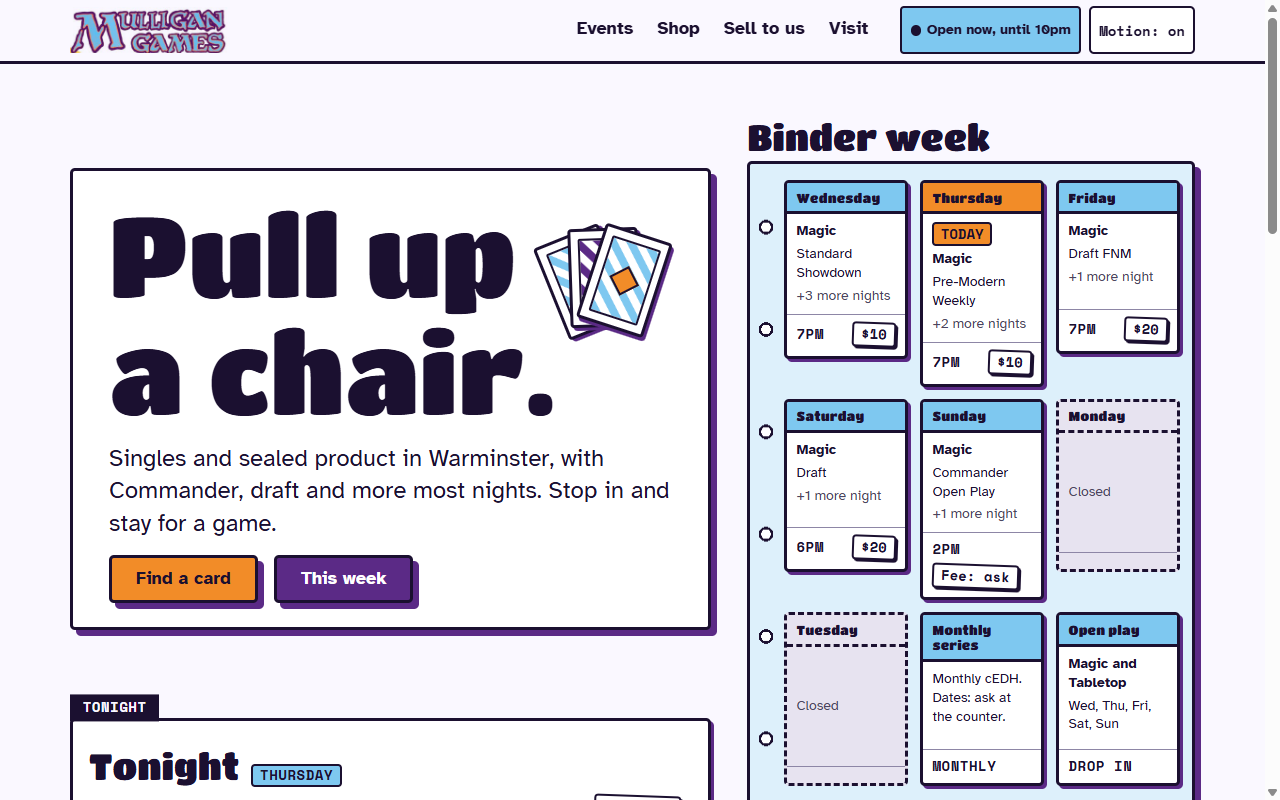 MULLIGAN
GAMES
Events
Shop
Sell to us
Visit
Open now, until 10pm
Motion: on
Pull up
a chair.
Singles and sealed product in Warminster, with
Commander, draft and more most nights. Stop in and
stay for a game.
Find a card
This week
TONIGHT
Tonight
THURSDAY
Binder week
Wednesday
Magic
Standard
Showdown
+3 more nights
7PM
$10
Thursday
TODAY
Magic
Pre-Modern
Weekly
+2 more nights
7PM
$10
Friday
Magic
Draft FNM
+1 more night
7PM
$20
Saturday
Magic
Draft
+1 more night
6PM
$20
Sunday
Magic
Commander
Open Play
+1 more night
2PM
Fee: ask
Monday
Closed
Tuesday
Closed
Monthly
series
Monthly cEDH.
Dates: ask at
the counter.
MONTHLY
Open play
Magic and
Tabletop
Wed, Thu, Fri,
Sat, Sun
DROP IN